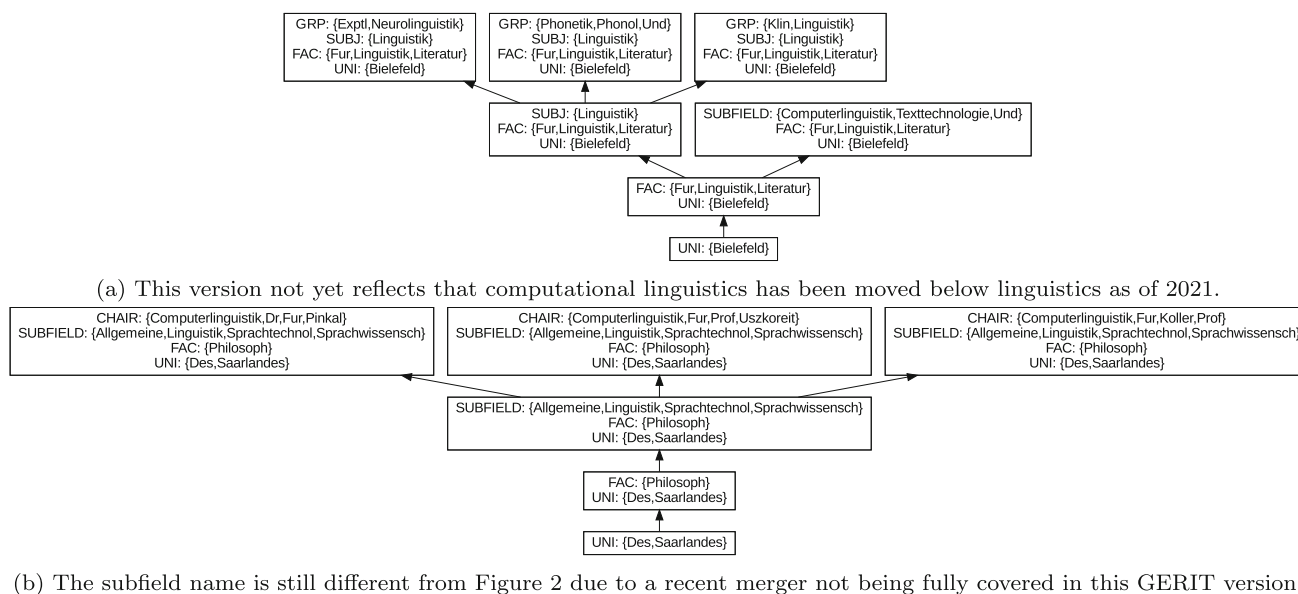 GRP: {Exptl,Neurolinguistik}
SUBJ: {Linguistik}
FAC: {Fur,Linguistik,Literatur}
UNI: {Bielefeld}
GRP: {Phonetik,Phonol,Und}
SUBJ: {Linguistik}
FAC: {Fur,Linguistik,Literatur}
UNI: {Bielefeld}
GRP: {Klin,Linguistik}
SUBJ: {Linguistik}
FAC: {Fur,Linguistik,Literatur}
UNI: {Bielefeld}
SUBJ: {Linguistik}
FAC: {Fur,Linguistik,Literatur}
UNI: {Bielefeld}
SUBFIELD: {Computerlinguistik,Texttechnologie,Und}
FAC: {Fur,Linguistik,Literatur}
UNI: {Bielefeld}
FAC: {Fur,Linguistik,Literatur}
UNI: {Bielefeld}
UNI: {Bielefeld}
(a) This version not yet reflects that computational linguistics has been moved below linguistics as of 2021.
CHAIR: {Computerlinguistik,Dr,Fur,Pinkal}
SUBFIELD: {Allgemeine,Linguistik,Sprachtechnol,Sprachwissensch}
FAC: {Philosoph}
UNI: {Des,Saarlandes}
CHAIR: {Computerlinguistik,Fur,Prof,Uszkoreit}
SUBFIELD: {Allgemeine,Linguistik,Sprachtechnol,Sprachwissensch}
FAC: {Philosoph}
UNI: {Des,Saarlandes}
CHAIR: {Computerlinguistik,Fur,Koller,Prof}
SUBFIELD: {Allgemeine,Linguistik,Sprachtechnol,Sprachwissensch}
FAC: {Philosoph}
UNI: {Des,Saarlandes}
SUBFIELD: {Allgemeine,Linguistik,Sprachtechnol,Sprachwissensch}
FAC: {Philosoph}
UNI: {Des,Saarlandes}
FAC: {Philosoph}
UNI: {Des,Saarlandes}
UNI: {Des,Saarlandes}
(b) The subfield name is still different from Figure 2 due to a recent merger not being fully covered in this GERIT version